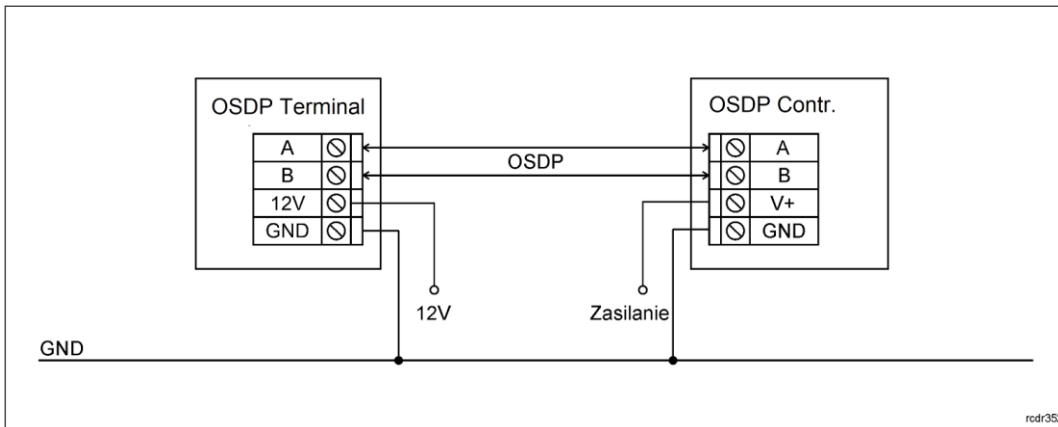 OSDP Terminal
A
B
12V
GND
OSDP
OSDP Contr.
A
B
V+
GND
12V
Zasilanie
GND